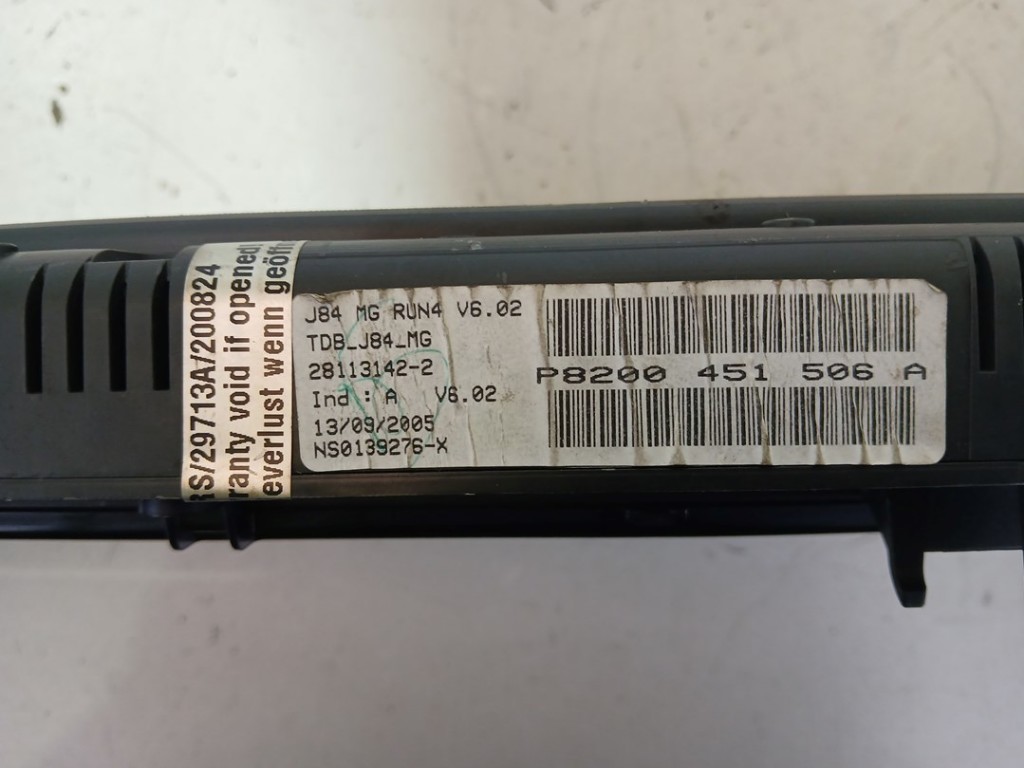 RS/29713A/200824
ranty void if opened!
everlust wenn geöff
J84 MG RUN4 V6.02
TDB_J84_MG
28113142-2
Ind : A V6.02
13/09/2005
NS0139276-X
P8200 451 506 A